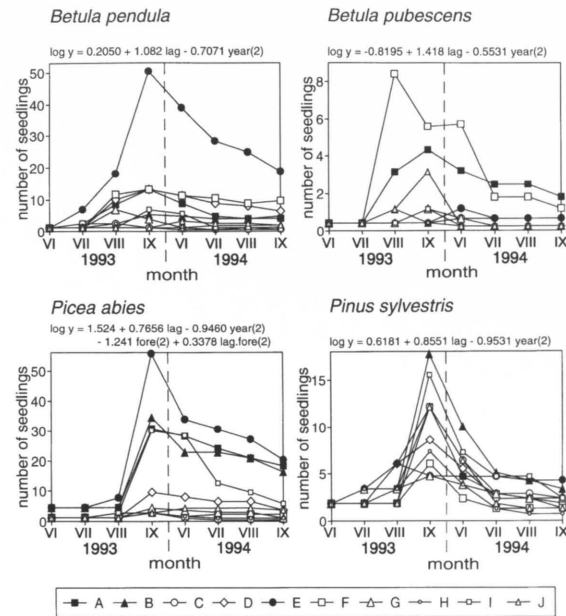 Betula pendula
log y = 0.2050 + 1.082 lag - 0.7071 year(2)
number of seedlings
50
40
30
20
10
0
VI VII VIII IX VI VII VIII IX
1993 1994
month
Betula pubescens
log y = -0.8195 + 1.418 lag - 0.5531 year(2)
number of seedlings
8
6
4
2
0
VI VII VIII IX VI VII VIII IX
1993 1994
month
Picea abies
log y = 1.524 + 0.7656 lag - 0.9460 year(2)
- 1.241 fore(2) + 0.3378 lag.fore(2)
number of seedlings
50
40
30
20
10
0
VI VII VIII IX VI VII VIII IX
1993 1994
month
Pinus sylvestris
log y = 0.6181 + 0.8551 lag - 0.9531 year(2)
number of seedlings
15
10
5
0
VI VII VIII IX VI VII VIII IX
1993 1994
month
A B C D E F G H I J